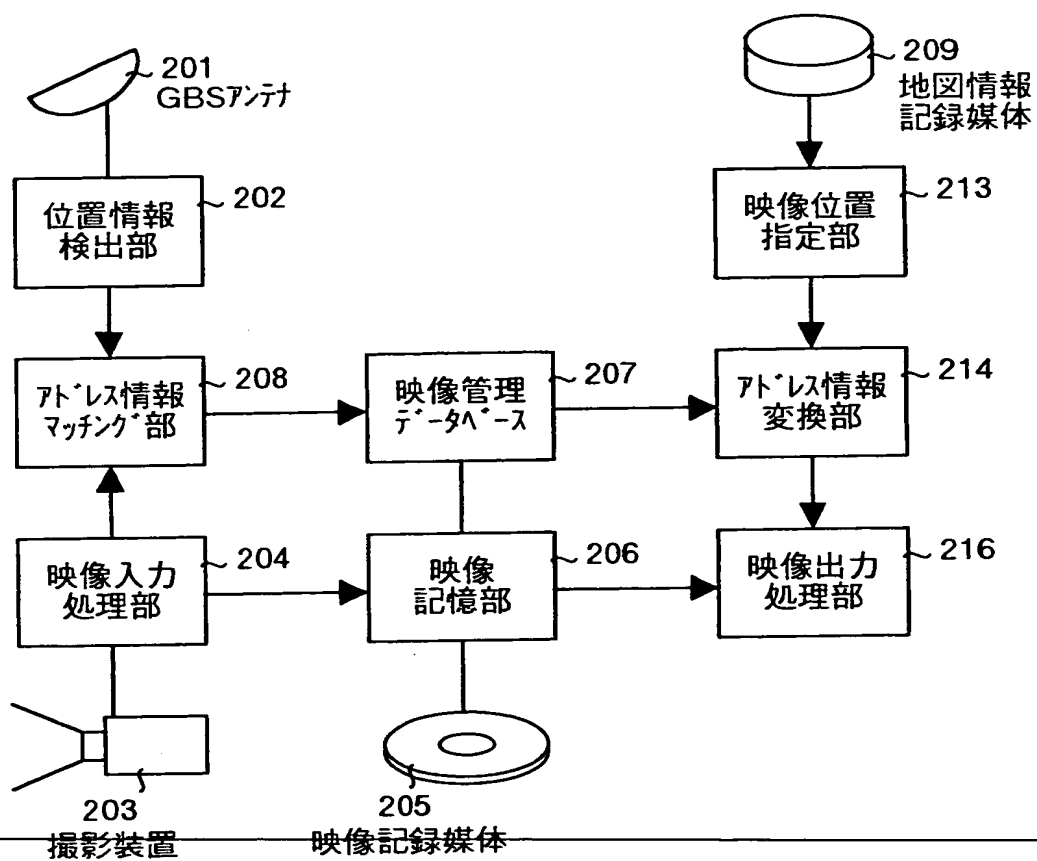 201
GBSアンテナ
209
地図情報
記録媒体
位置情報
検出部
202
映像位置
指定部
213
アドレス情報
マッチング部
208
映像管理
データベース
207
アドレス情報
変換部
214
映像入力
処理部
204
映像
記憶部
206
映像出力
処理部
216
203
撮影装置
205
映像記録媒体